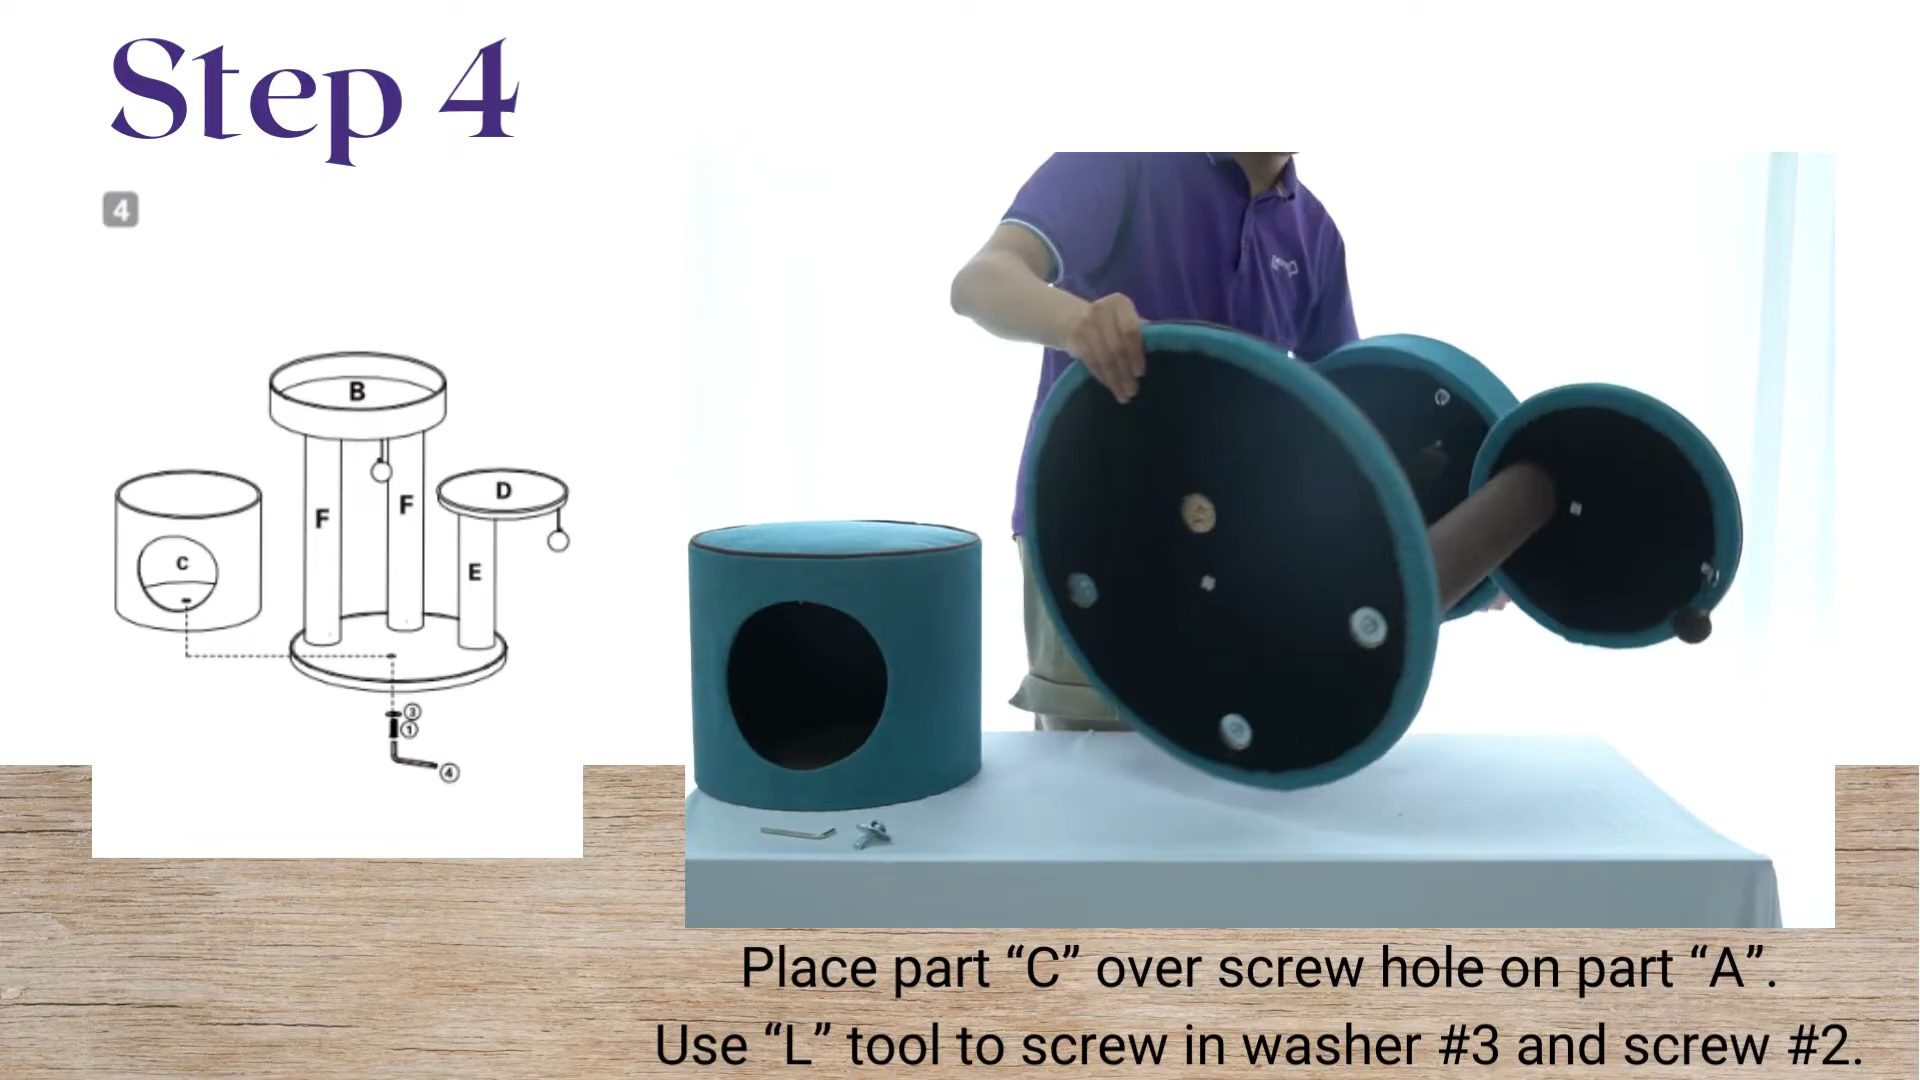 Step 4
4
B
F
F
D
C
E
③
①
④
Place part “C” over screw hole on part “A”.
Use “L” tool to screw in washer #3 and screw #2.